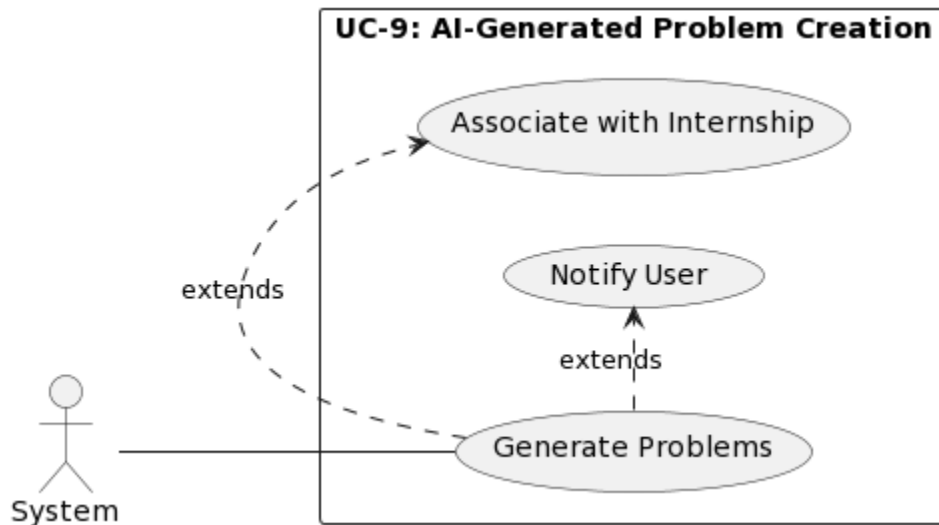 UC-9: AI-Generated Problem Creation
Associate with Internship
Notify User
extends
extends
Generate Problems
System